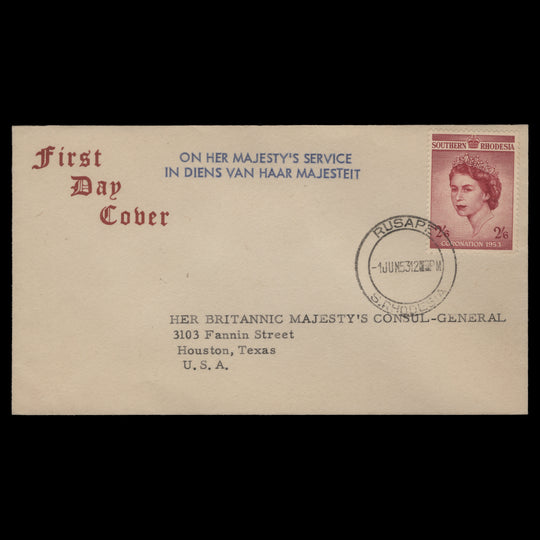 First
Day
Cover
ON HER MAJESTY'S SERVICE
IN DIENS VAN HAAR MAJESTEIT
SOUTHERN RHODESIA
2/6 2/6
CORONATION 1953
RUSAPE
S. RHODESIA
HER BRITANNIC MAJESTY'S CONSUL-GENERAL
3103 Fannin Street
Houston, Texas
U. S. A.